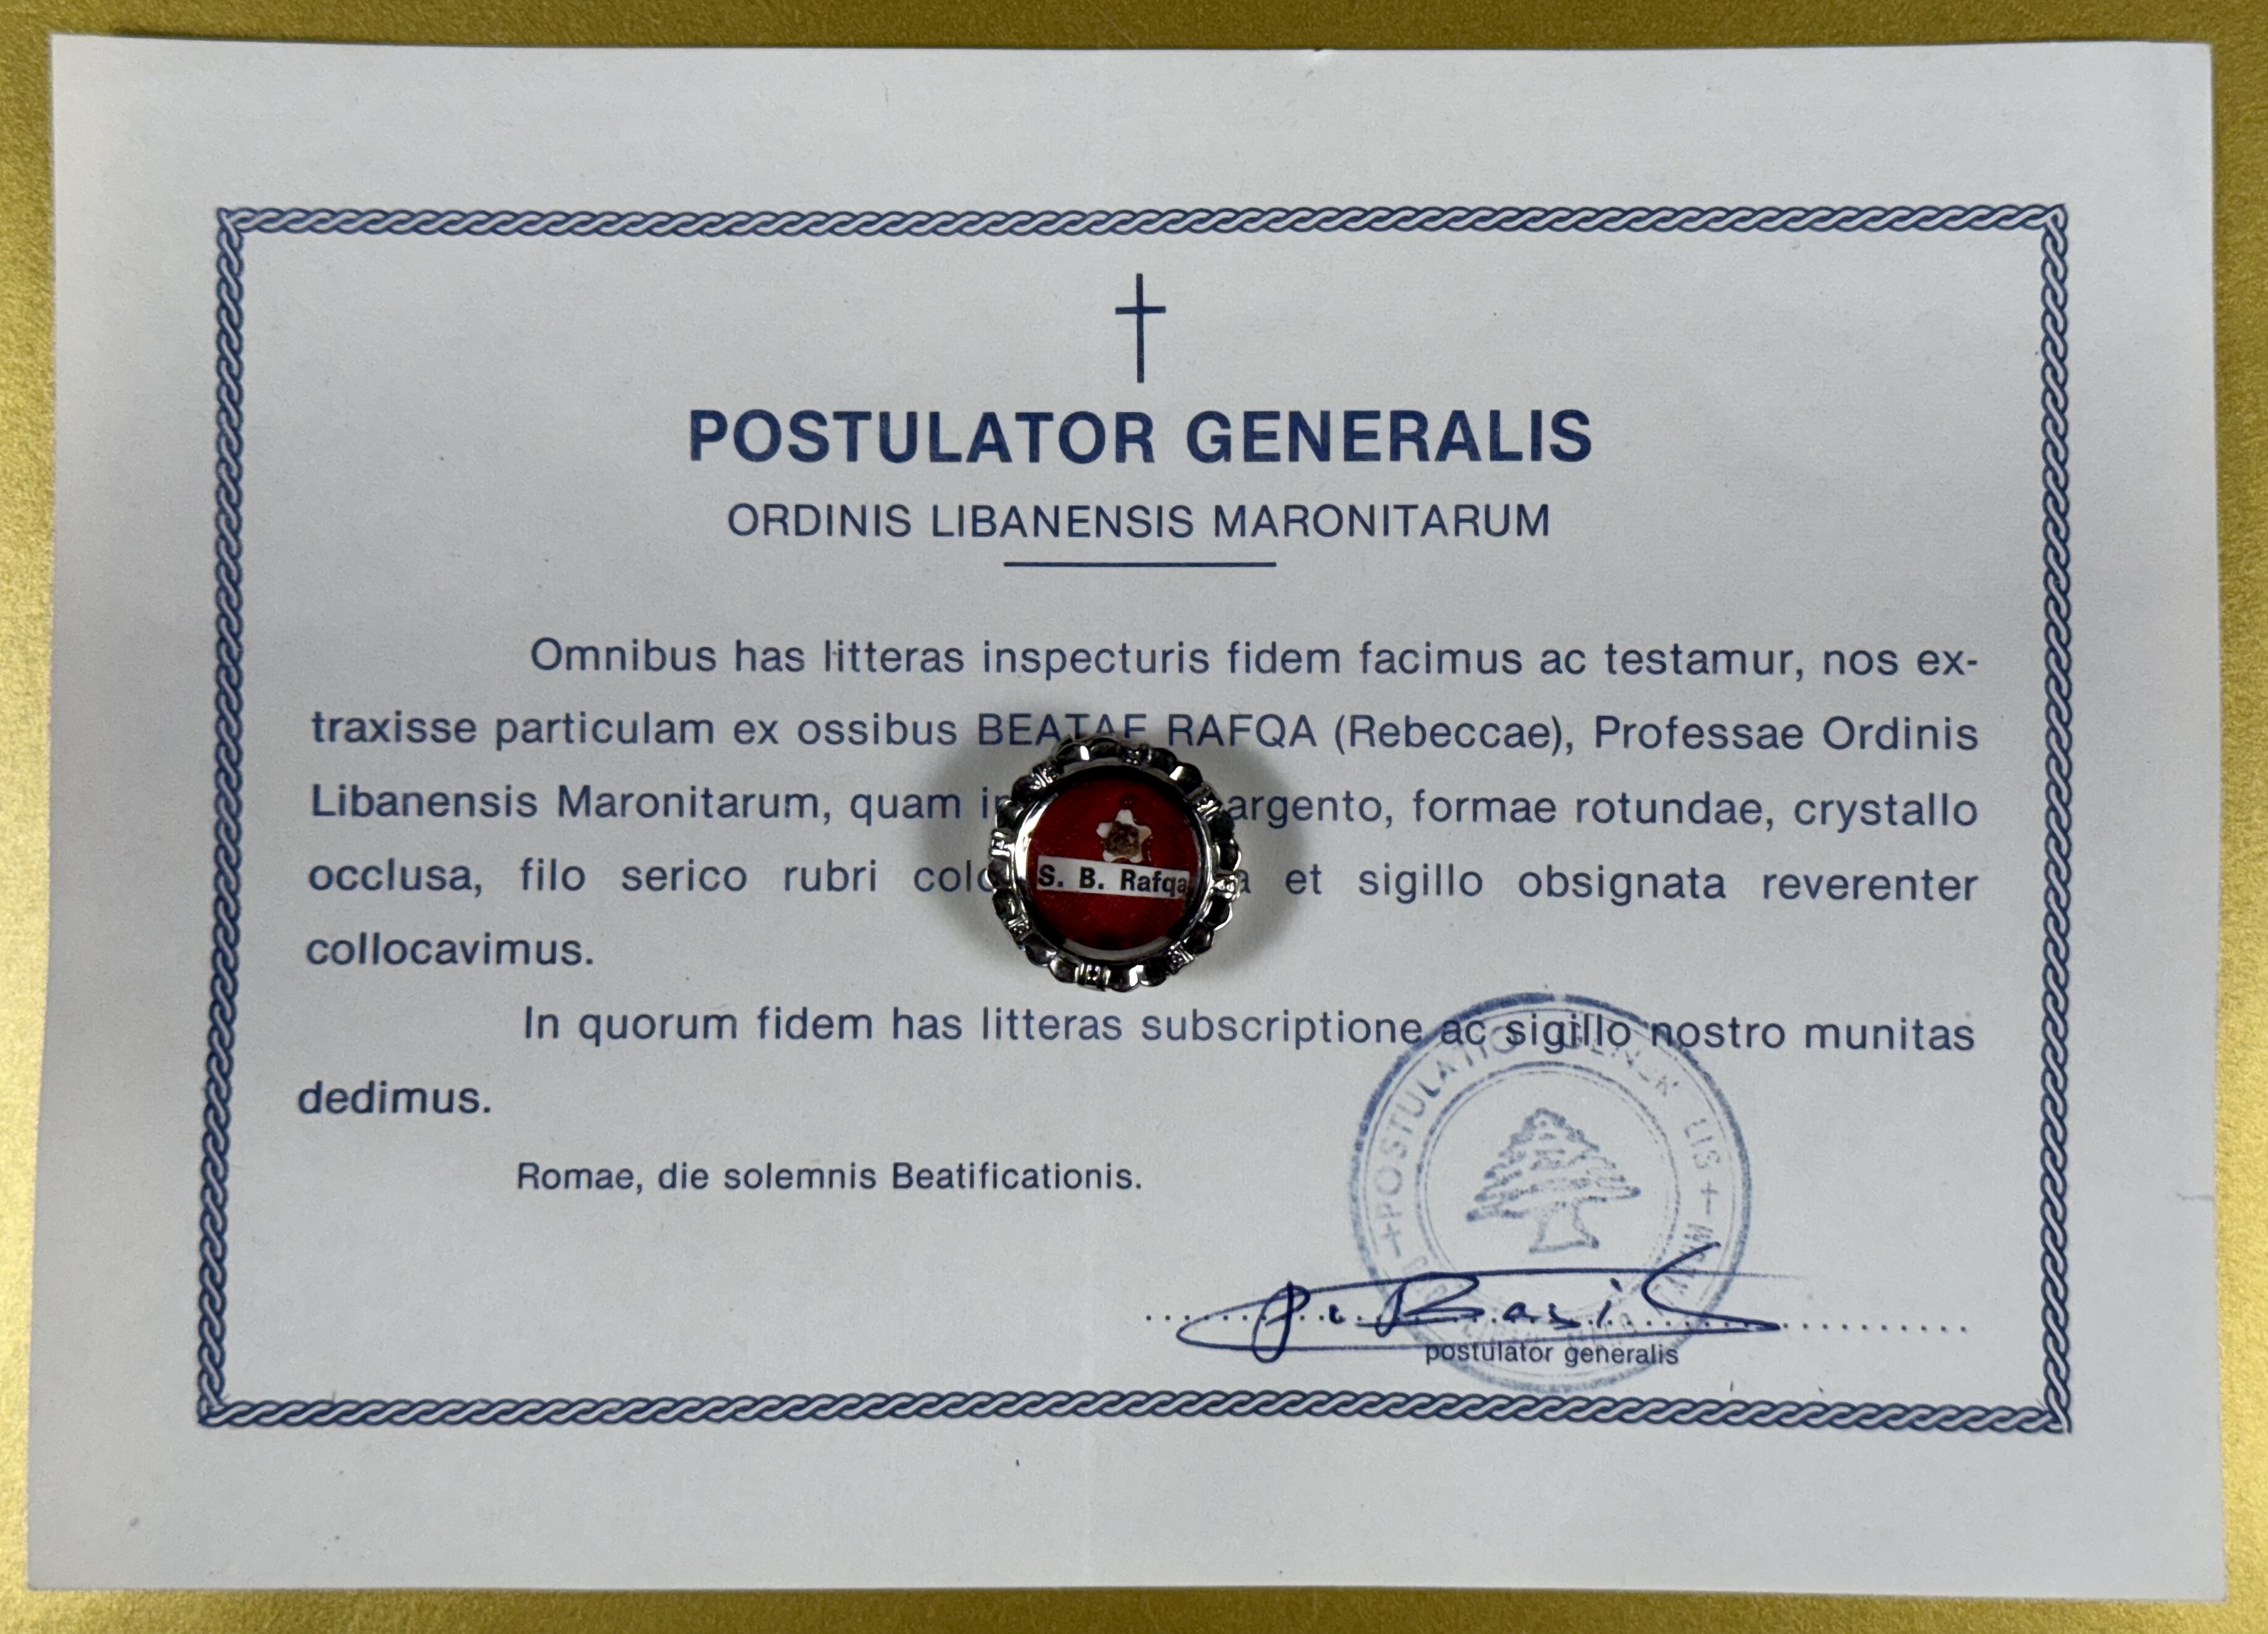 POSTULATOR GENERALIS
ORDINIS LIBANENSIS MARONITARUM
Omnibus has litteras inspecturis fidem facimus ac testamur, nos ex-
traxisse particulam ex ossibus BEATAE RAFQA (Rebeccae), Professae Ordinis
Libanensis Maronitarum, quam argento, formae rotundae, crystallo
occlusa, filo serico rubri et sigillo obsignata reverenter
collocavimus.
S. B. Rafqa
In quorum fidem has litteras subscriptione ac sigillo nostro munitas
dedimus.
Romae, die solemnis Beatificationis.
+POSTULATIO
postulator generalis